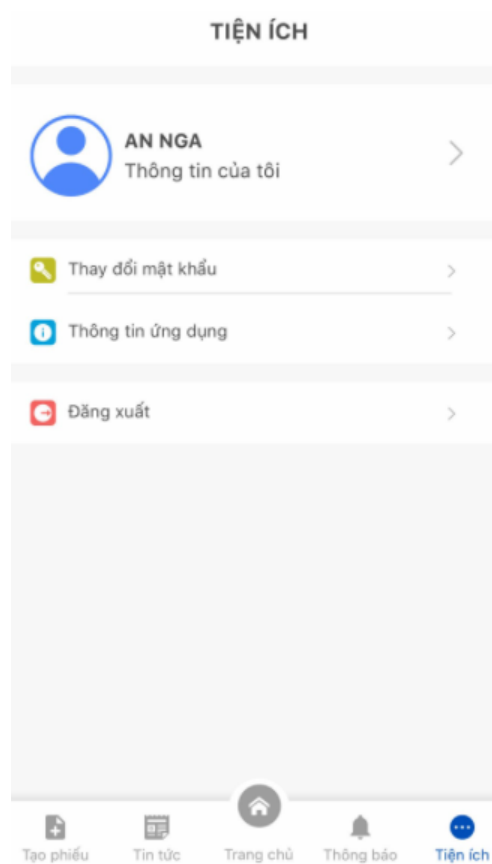 TIỆN ÍCH
AN NGA
Thông tin của tôi
Thay đổi mật khẩu
Thông tin ứng dụng
Đăng xuất
Tạo phiếu Tin tức Trang chủ Thông báo Tiện ích